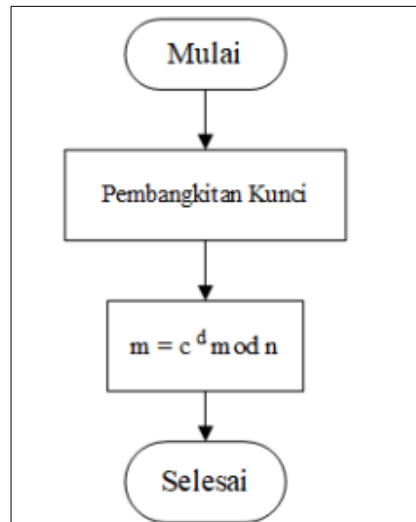 Mulai
Pembangkitan Kunci
m = c ᵈ mod n
Selesai